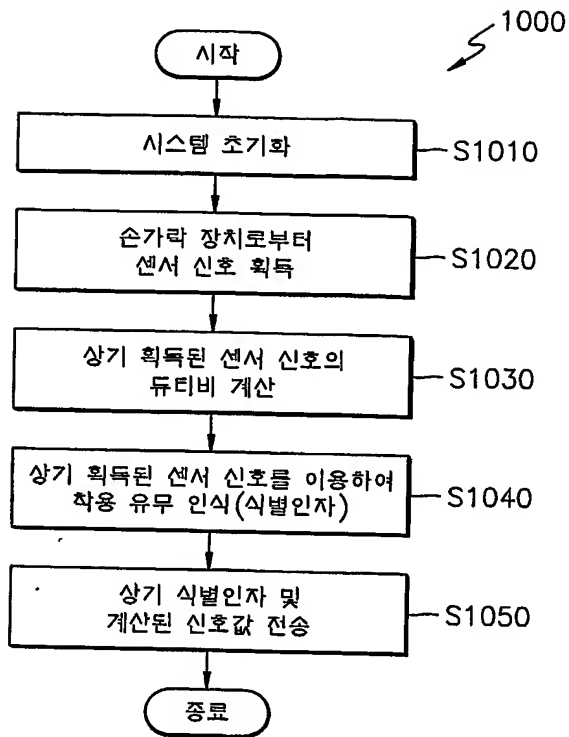 1000
시작
시스템 초기화
S1010
손가락 장치로부터
센서 신호 획득
S1020
상기 획득된 센서 신호의
듀티비 계산
S1030
상기 획득된 센서 신호를 이용하여
착용 유무 인식(식별인자)
S1040
상기 식별인자 및
계산된 신호값 전송
S1050
종료